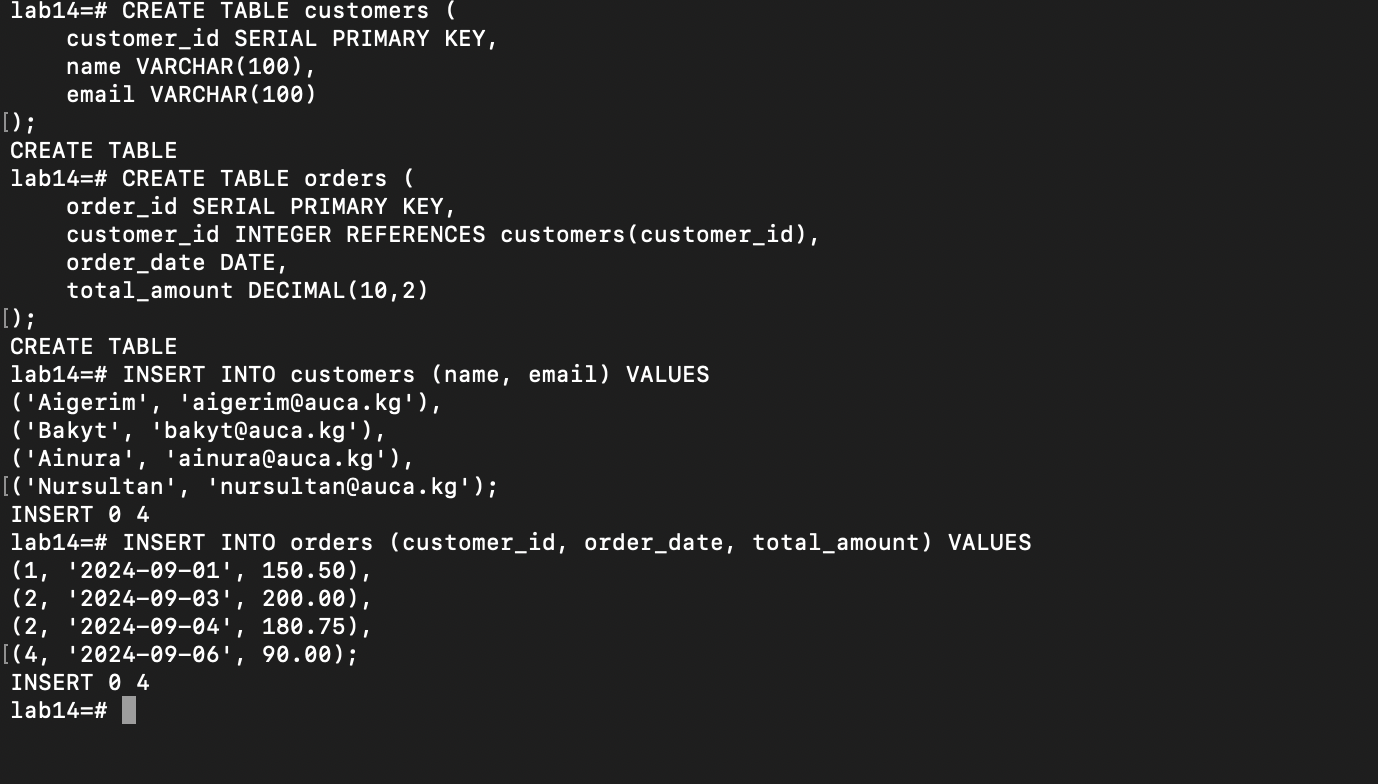 lab14=# CREATE TABLE customers (
    customer_id SERIAL PRIMARY KEY,
    name VARCHAR(100),
    email VARCHAR(100)
[);
CREATE TABLE
lab14=# CREATE TABLE orders (
    order_id SERIAL PRIMARY KEY,
    customer_id INTEGER REFERENCES customers(customer_id),
    order_date DATE,
    total_amount DECIMAL(10,2)
[);
CREATE TABLE
lab14=# INSERT INTO customers (name, email) VALUES
('Aigerim', 'aigerim@auca.kg'),
('Bakyt', 'bakyt@auca.kg'),
('Ainura', 'ainura@auca.kg'),
[('Nursultan', 'nursultan@auca.kg');
INSERT 0 4
lab14=# INSERT INTO orders (customer_id, order_date, total_amount) VALUES
(1, '2024-09-01', 150.50),
(2, '2024-09-03', 200.00),
(2, '2024-09-04', 180.75),
[(4, '2024-09-06', 90.00);
INSERT 0 4
lab14=#